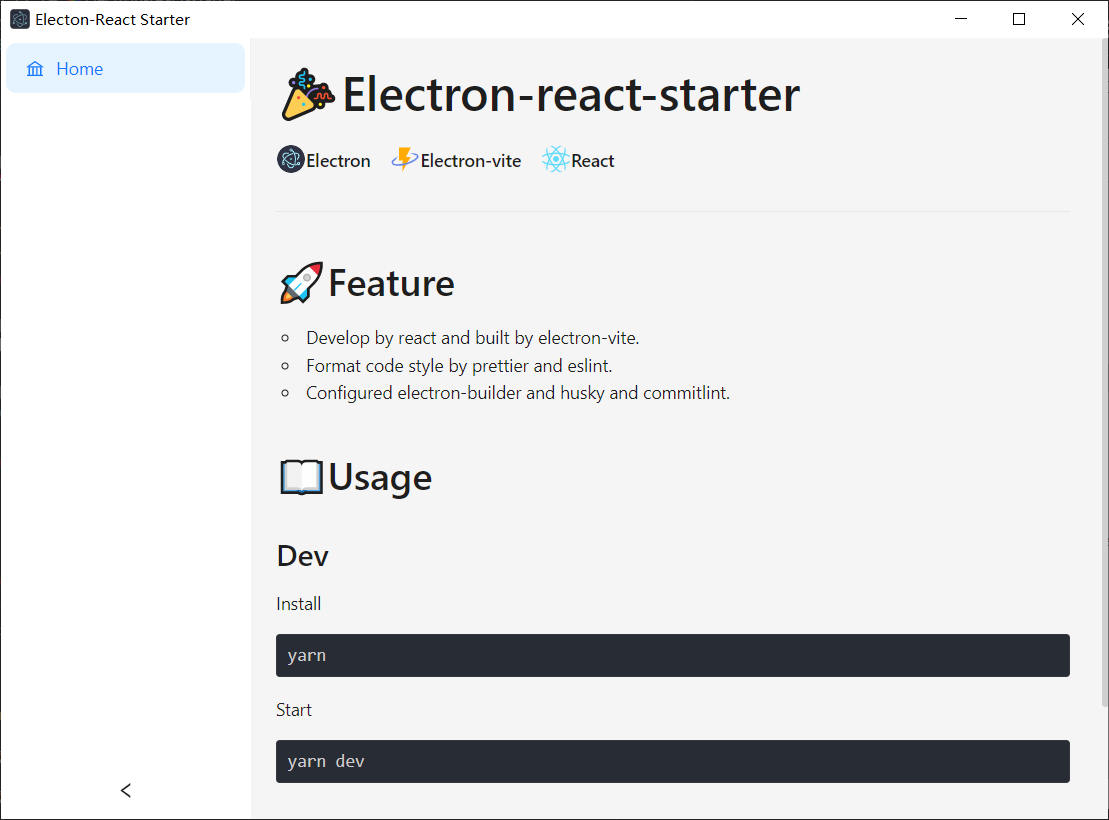 Electon-React Starter
Home
Electron-react-starter
Electron Electron-vite React
Feature
Develop by react and built by electron-vite.
Format code style by prettier and eslint.
Configured electron-builder and husky and commitlint.
Usage
Dev
Install
yarn
Start
yarn dev